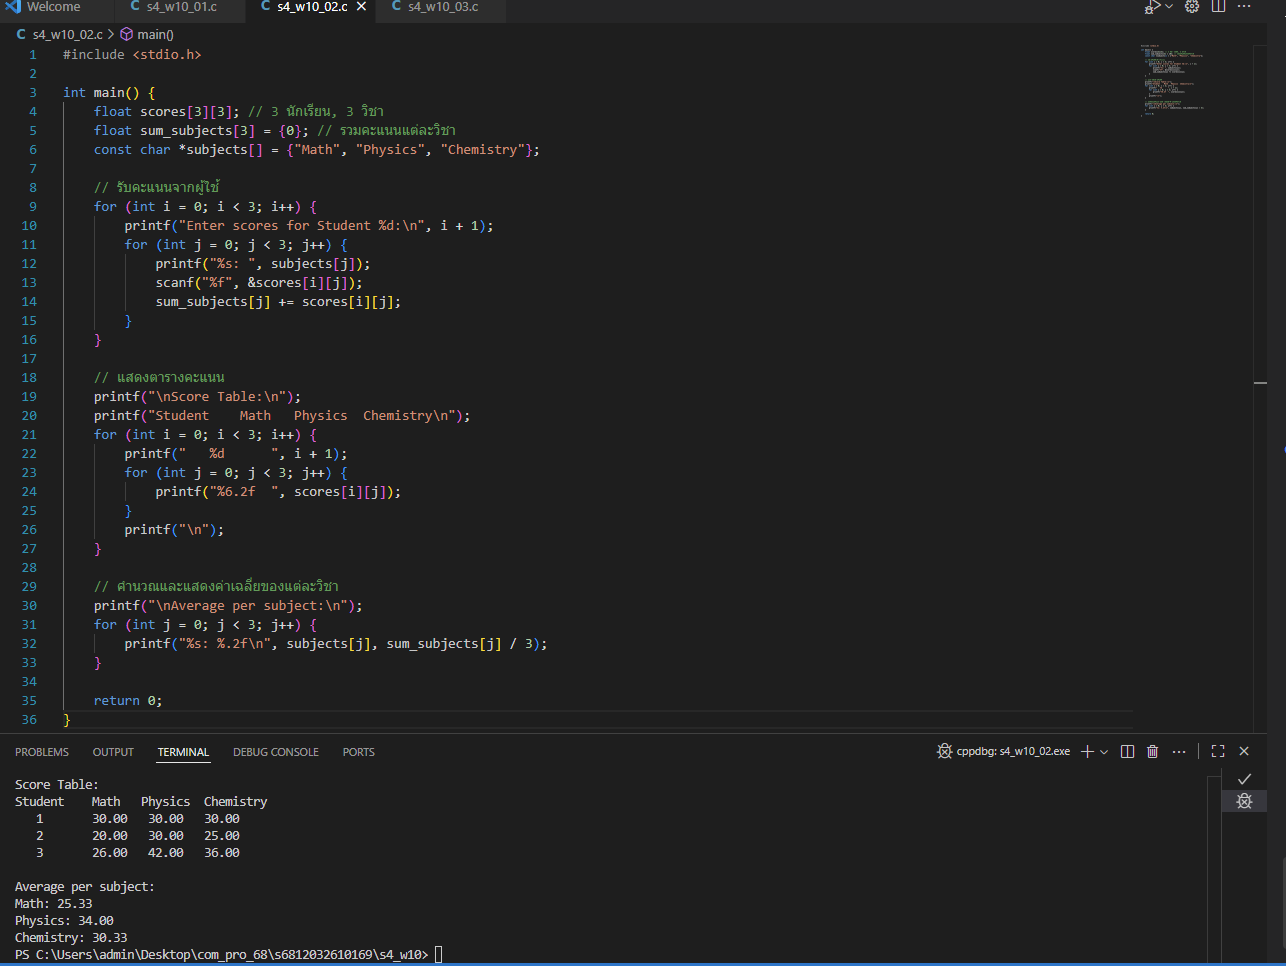 Welcome
C s4_w10_01.c
C s4_w10_02.c
C s4_w10_03.c
C s4_w10_02.c > main()
1 #include <stdio.h>
2
3 int main() {
4 float scores[3][3]; // 3 นักเรียน, 3 วิชา
5 float sum_subjects[3] = {0}; // รวมคะแนนแต่ละวิชา
6 const char *subjects[] = {"Math", "Physics", "Chemistry"};
7
8 // รับคะแนนจากผู้ใช้
9 for (int i = 0; i < 3; i++) {
10 printf("Enter scores for Student %d:\n", i + 1);
11 for (int j = 0; j < 3; j++) {
12 printf("%s: ", subjects[j]);
13 scanf("%f", &scores[i][j]);
14 sum_subjects[j] += scores[i][j];
15 }
16 }
17
18 // แสดงตารางคะแนน
19 printf("\nScore Table:\n");
20 printf("Student    Math   Physics  Chemistry\n");
21 for (int i = 0; i < 3; i++) {
22 printf("   %d      ", i + 1);
23 for (int j = 0; j < 3; j++) {
24 printf("%6.2f  ", scores[i][j]);
25 }
26 printf("\n");
27 }
28
29 // คำนวณและแสดงค่าเฉลี่ยของแต่ละวิชา
30 printf("\nAverage per subject:\n");
31 for (int j = 0; j < 3; j++) {
32 printf("%s: %.2f\n", subjects[j], sum_subjects[j] / 3);
33 }
34
35 return 0;
36 }
PROBLEMS OUTPUT TERMINAL DEBUG CONSOLE PORTS
cppdbg: s4_w10_02.exe
Score Table:
Student    Math   Physics  Chemistry
1 30.00 30.00 30.00
2 20.00 30.00 25.00
3 26.00 42.00 36.00
Average per subject:
Math: 25.33
Physics: 34.00
Chemistry: 30.33
PS C:\Users\admin\Desktop\com_pro_68\s6812032610169\s4_w10>